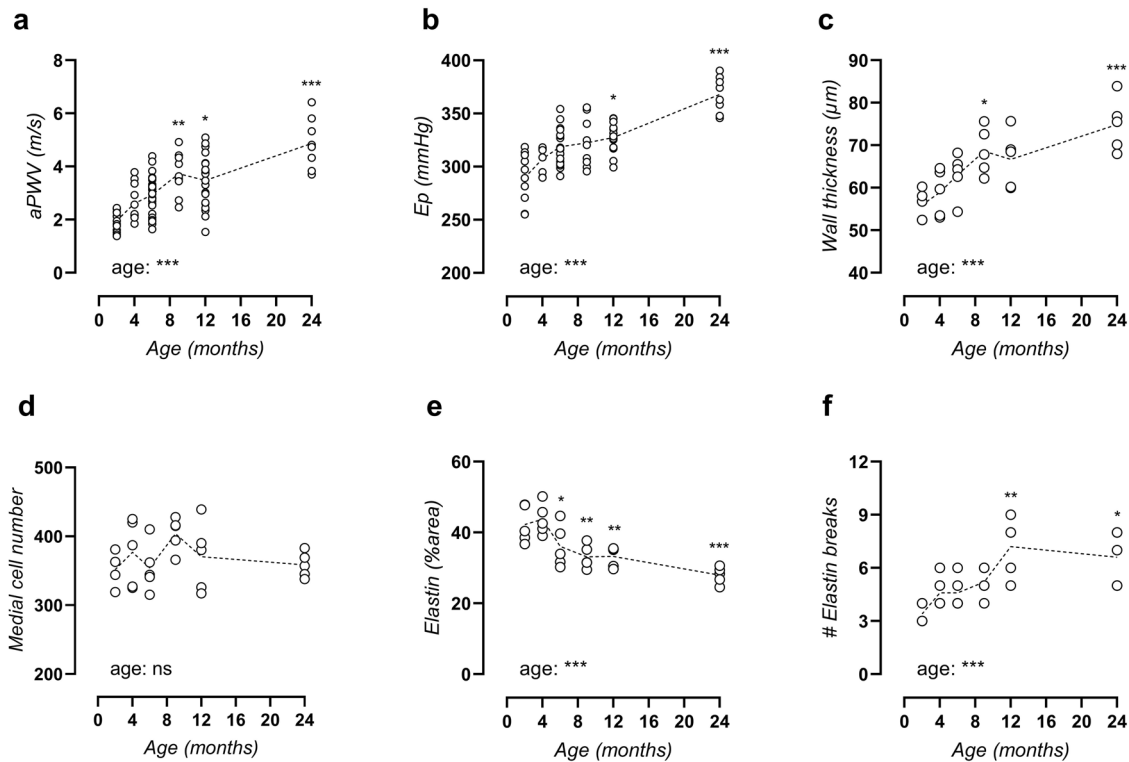 a
8
6
4
2
0
aPWV (m/s)
**
*
***
age: ***
0 4 8 12 16 20 24
Age (months)
b
400
350
300
250
200
Ep (mmHg)
*
***
age: ***
0 4 8 12 16 20 24
Age (months)
c
90
80
70
60
50
40
Wall thickness (μm)
*
***
age: ***
0 4 8 12 16 20 24
Age (months)
d
500
400
300
200
Medial cell number
age: ns
0 4 8 12 16 20 24
Age (months)
e
60
40
20
0
Elastin (%area)
*
**
**
***
age: ***
0 4 8 12 16 20 24
Age (months)
f
12
9
6
3
0
# Elastin breaks
**
*
age: ***
0 4 8 12 16 20 24
Age (months)